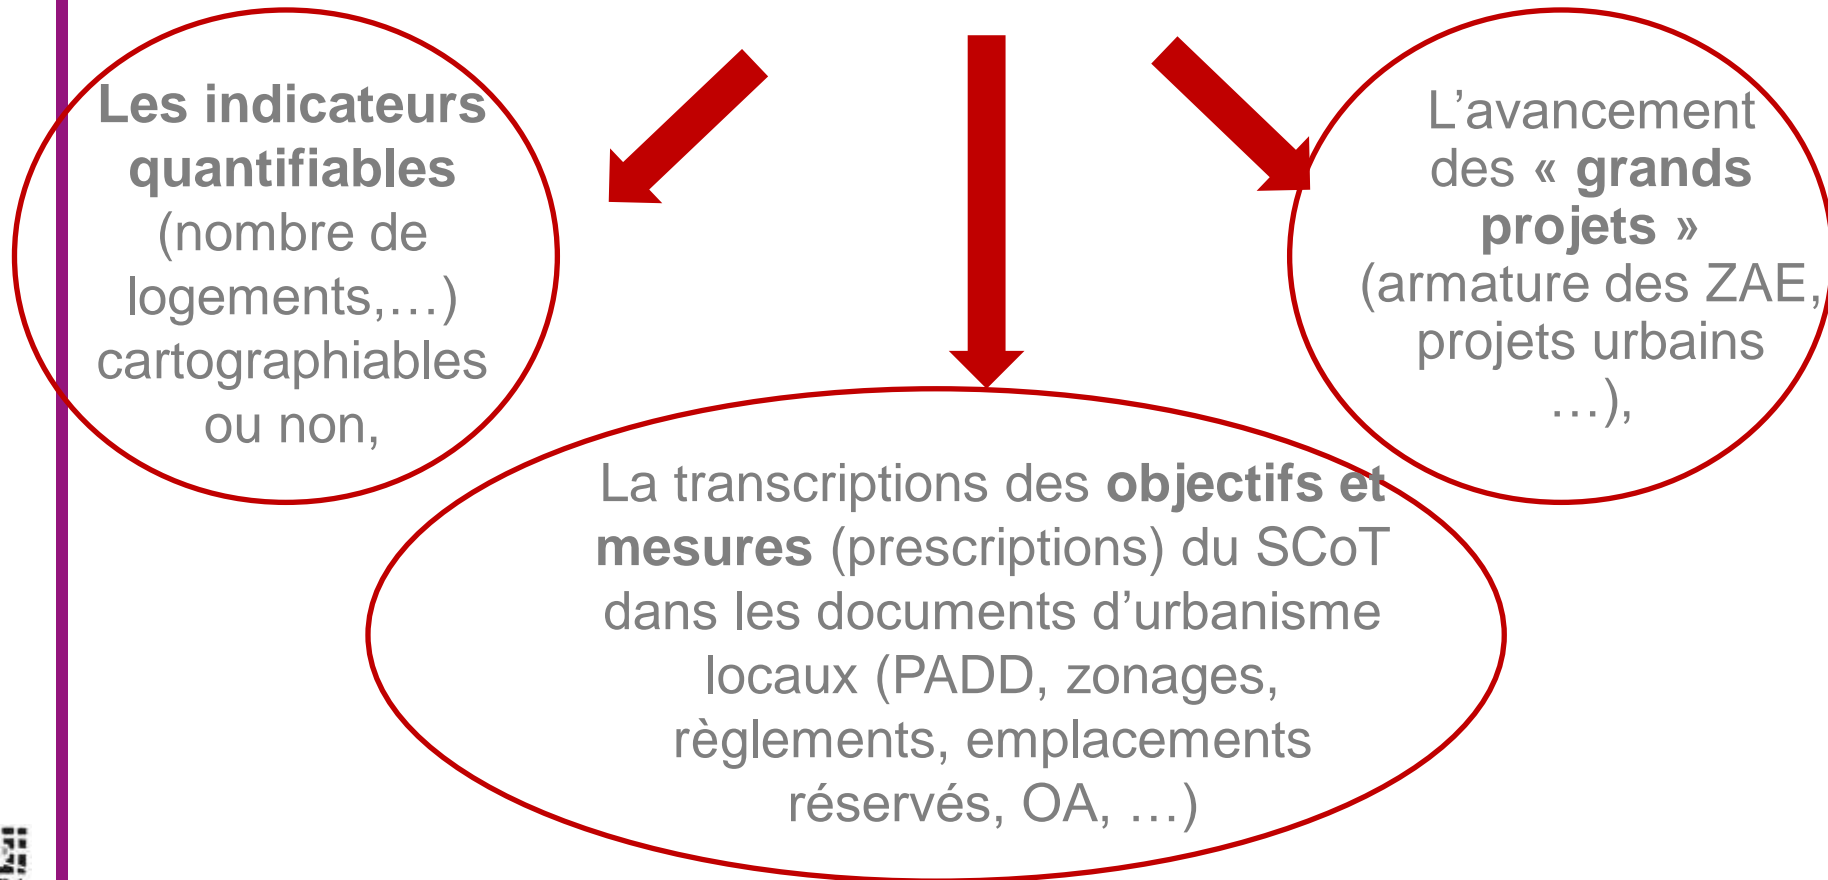 Les indicateurs
quantifiables
(nombre de
logements,…)
cartographiables
ou non,
L’avancement
des « grands
projets »
(armature des ZAE,
projets urbains
…),
La transcriptions des objectifs et
mesures (prescriptions) du SCoT
dans les documents d’urbanisme
locaux (PADD, zonages,
règlements, emplacements
réservés, OA, …)